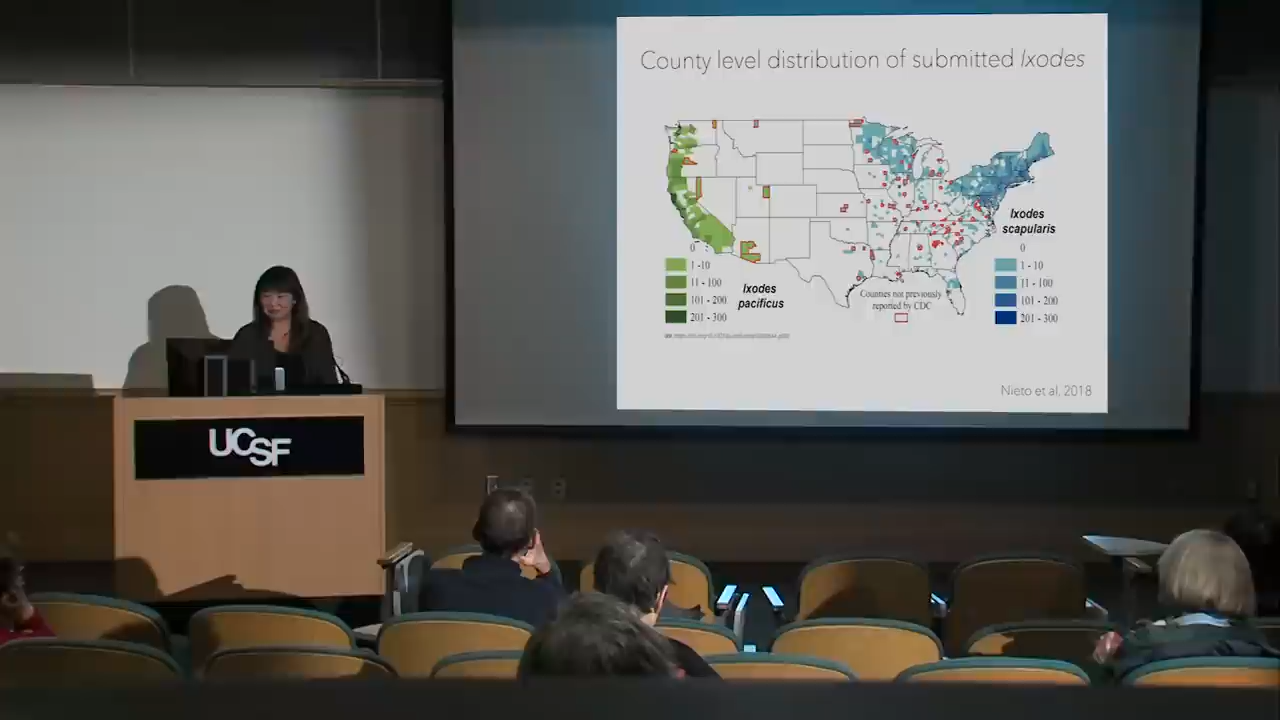 County level distribution of submitted Ixodes
Ixodes
scapularis
0
1 - 10
11 - 100
101 - 200
201 - 300
Ixodes
pacificus
Counties not previously
reported by CDC
0
1 - 10
11 - 100
101 - 200
201 - 300
Nieto et al, 2018
UCSF